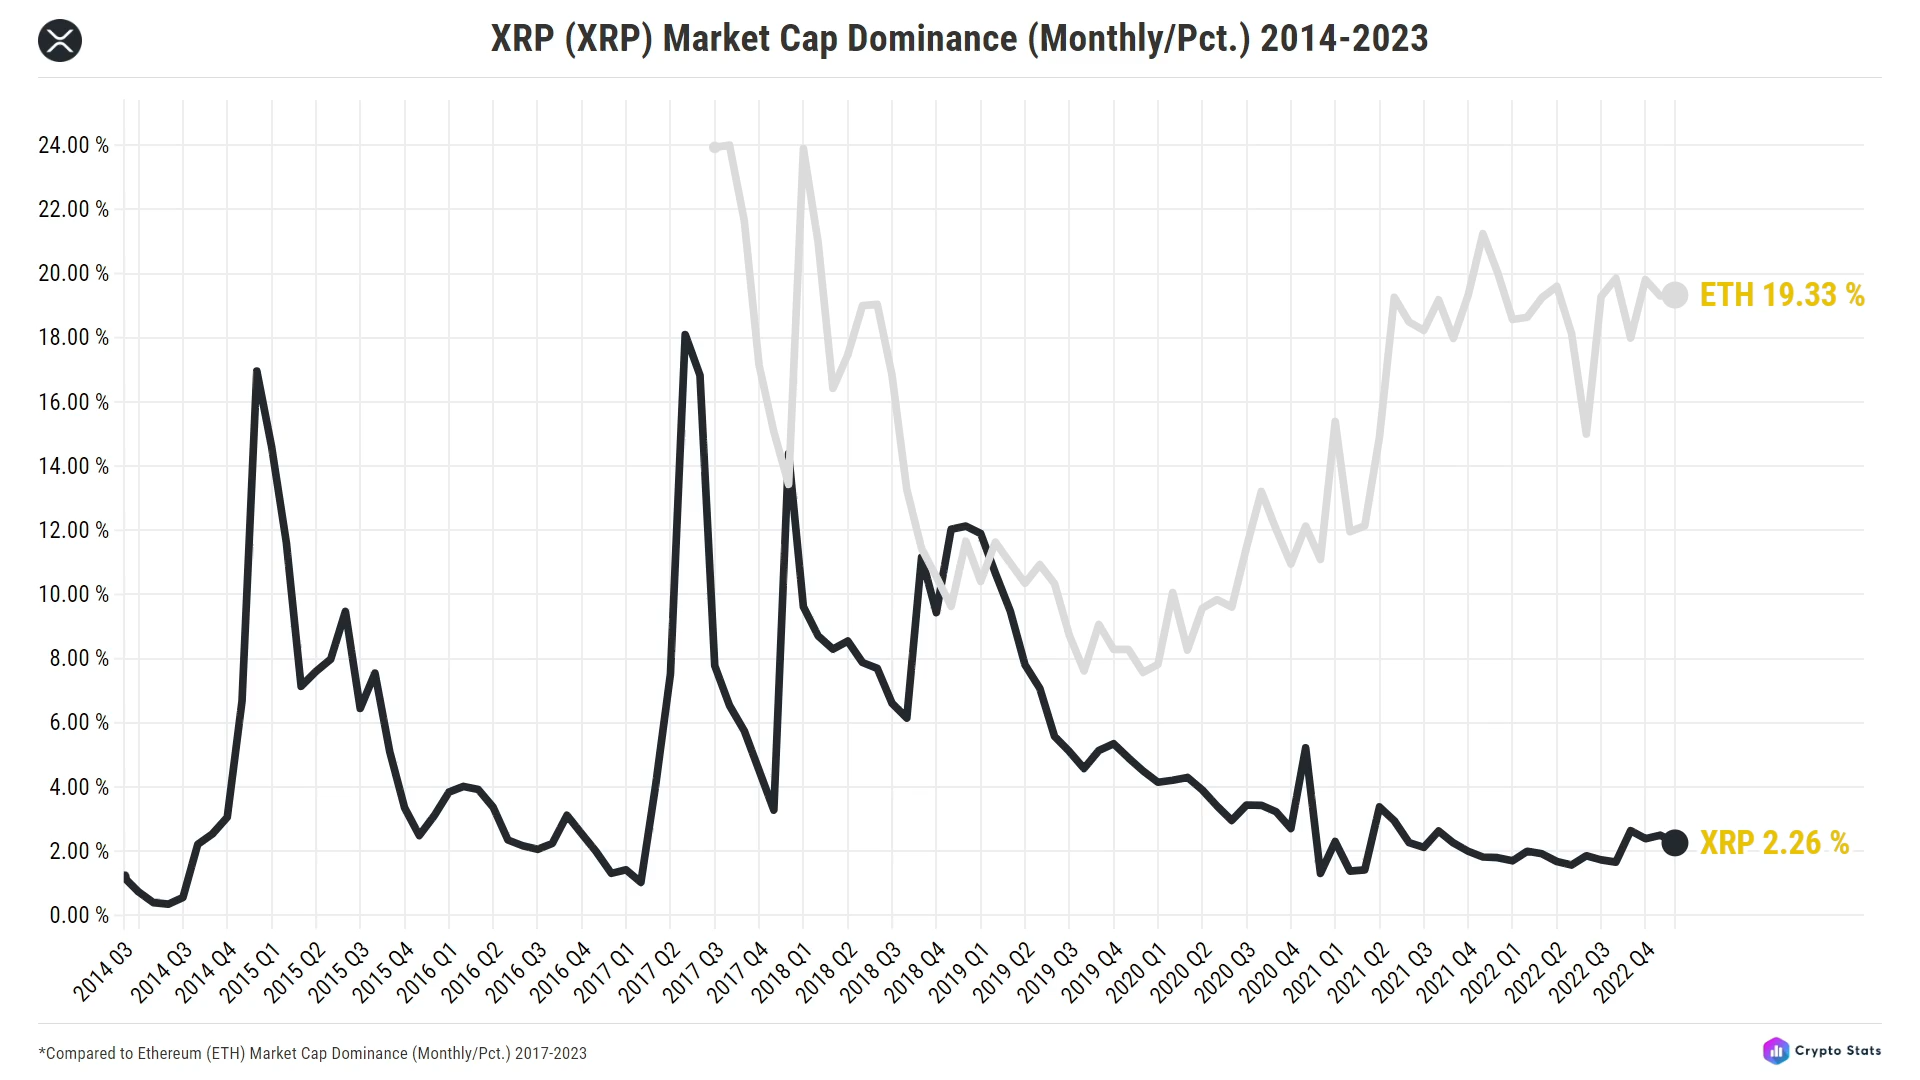 XRP (XRP) Market Cap Dominance (Monthly/Pct.) 2014-2023
24.00 %
22.00 %
20.00 %
18.00 %
16.00 %
14.00 %
12.00 %
10.00 %
8.00 %
6.00 %
4.00 %
2.00 %
0.00 %
ETH 19.33 %
XRP 2.26 %
2014 03
2014 Q3
2014 Q4
2015 Q1
2015 Q2
2015 Q3
2015 Q4
2016 Q1
2016 Q2
2016 Q3
2016 Q4
2017 Q1
2017 Q2
2017 Q3
2017 Q4
2018 Q1
2018 Q2
2018 Q3
2018 Q4
2019 Q1
2019 Q2
2019 Q3
2019 Q4
2020 Q1
2020 Q2
2020 Q3
2020 Q4
2021 Q1
2021 Q2
2021 Q3
2021 Q4
2022 Q1
2022 Q2
2022 Q3
2022 Q4
*Compared to Ethereum (ETH) Market Cap Dominance (Monthly/Pct.) 2017-2023
Crypto Stats